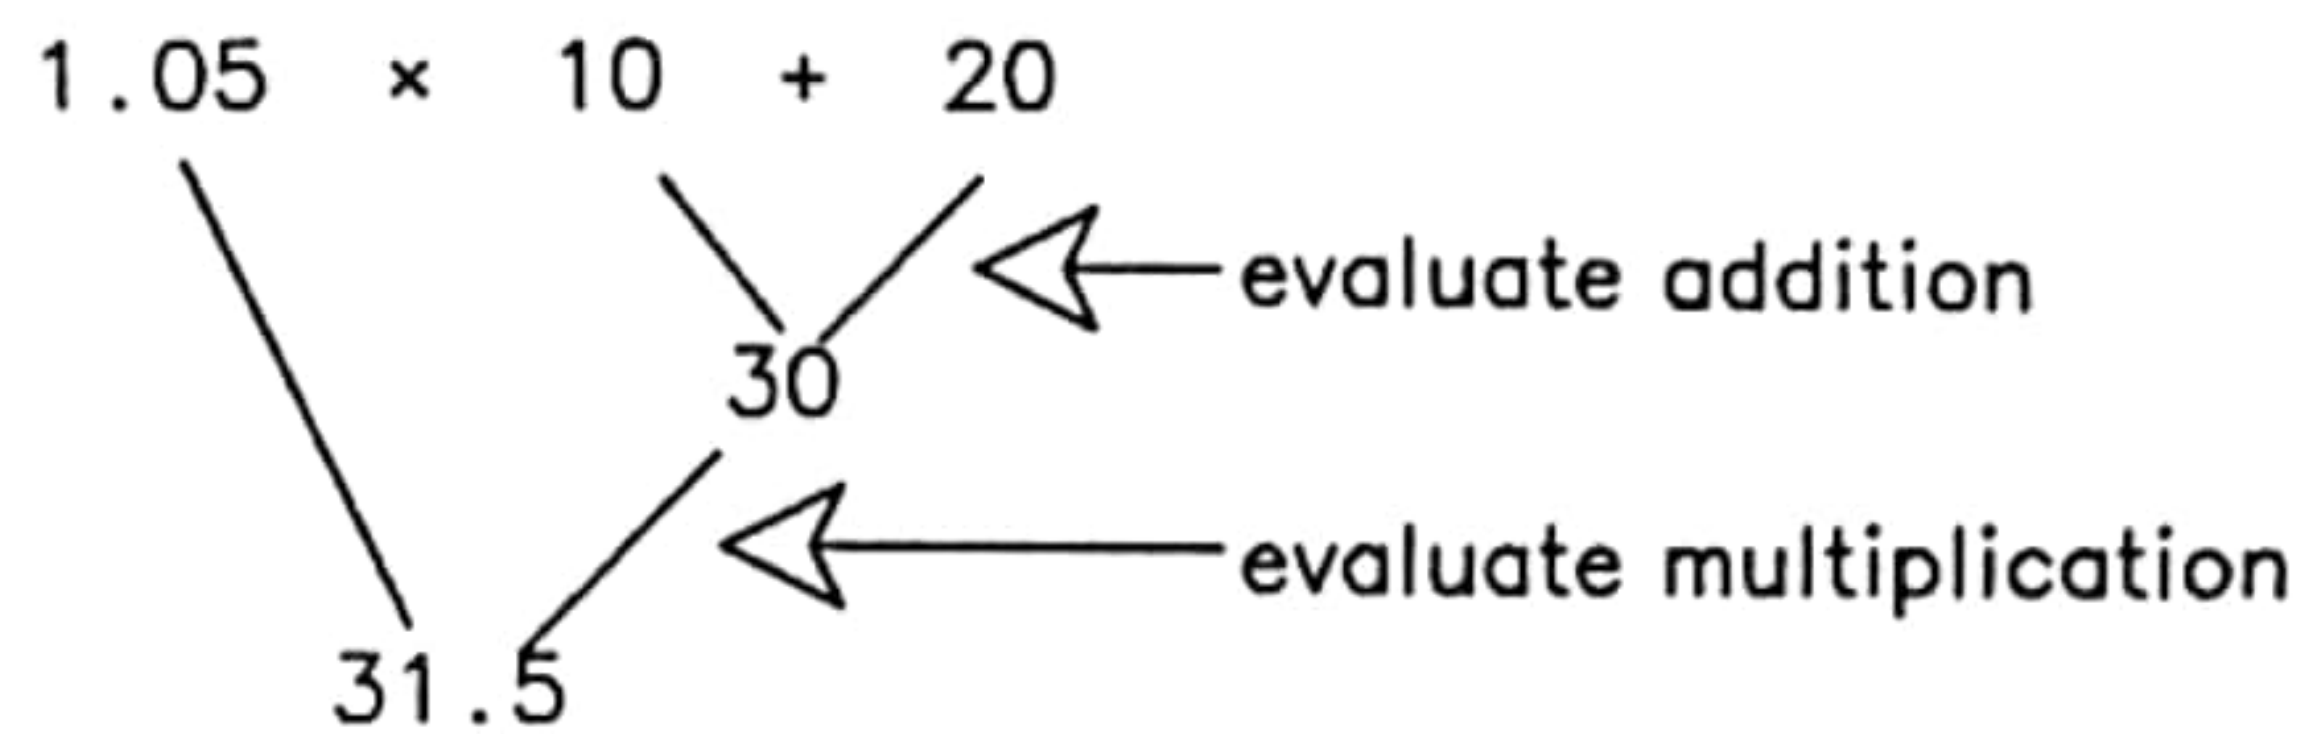 1.05 × 10 + 20
evaluate addition
30
evaluate multiplication
31.5